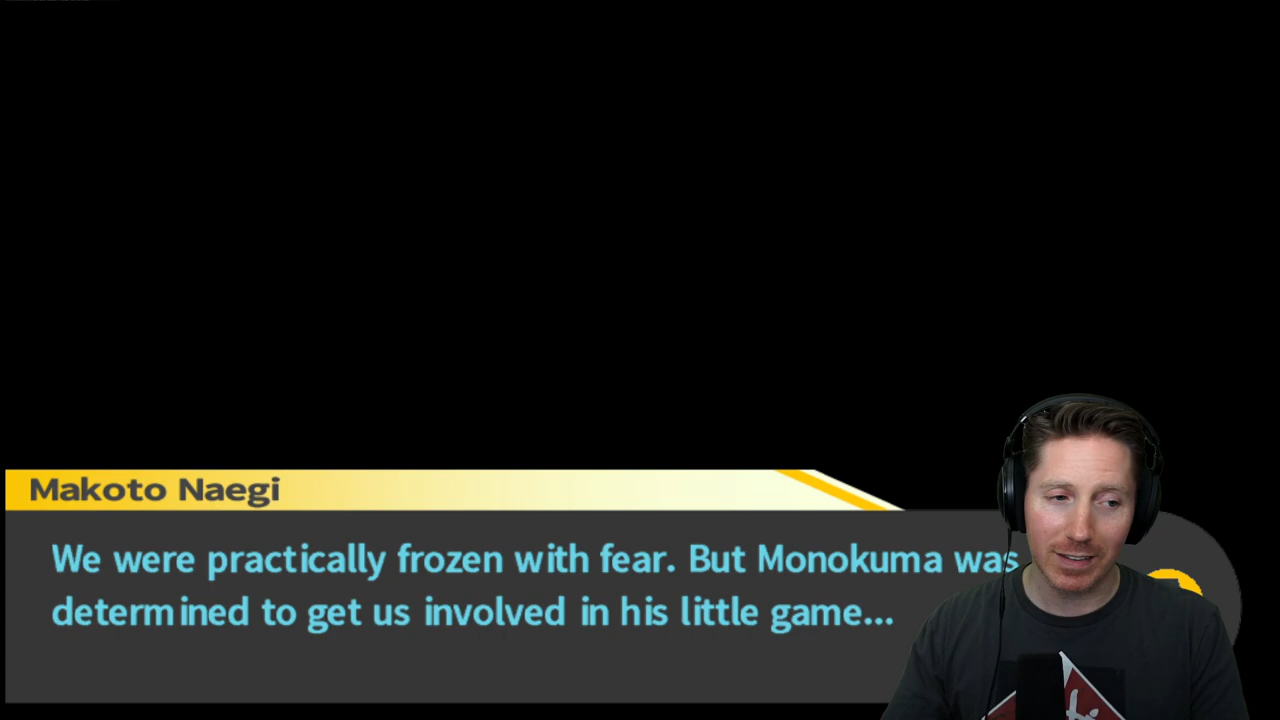 Makoto Naegi
We were practically frozen with fear. But Monokuma was
determined to get us involved in his little game...